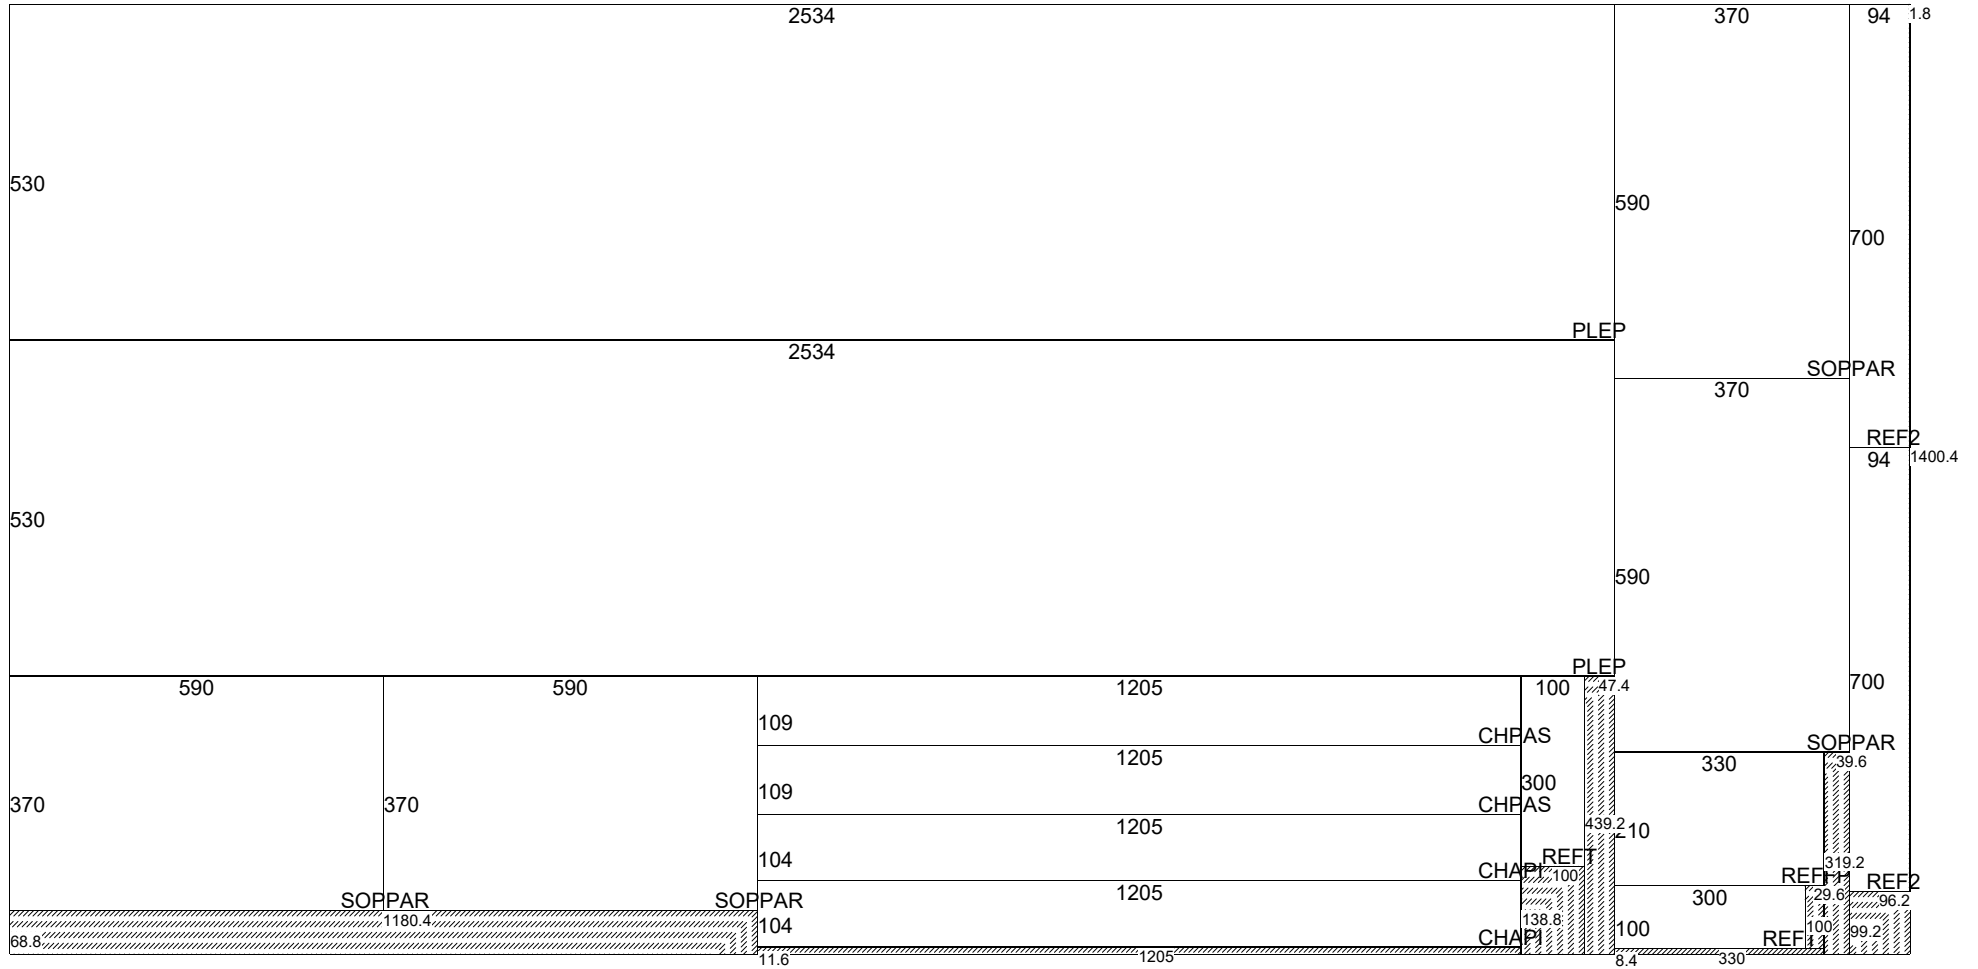 2534 370 94 1.8
530
590
700
PLEP
2534
SOPPAR
370
REF2
94 1400.4
530
590
PLEP
590 590 1205 100 47.4
700
109
CHPAS
SOPPAR
1205
330 39.6
370 370 109 300
CHPAS
1205 439.2 210
104
REFT
CHAPI 100
319.2
REFH REF2
SOPPAR SOPPAR 1205 300 29.6 96.2
1180.4
68.8 104 138.8 100 100 99.2
CHAPI REFT
11.6 1205 8.4 330